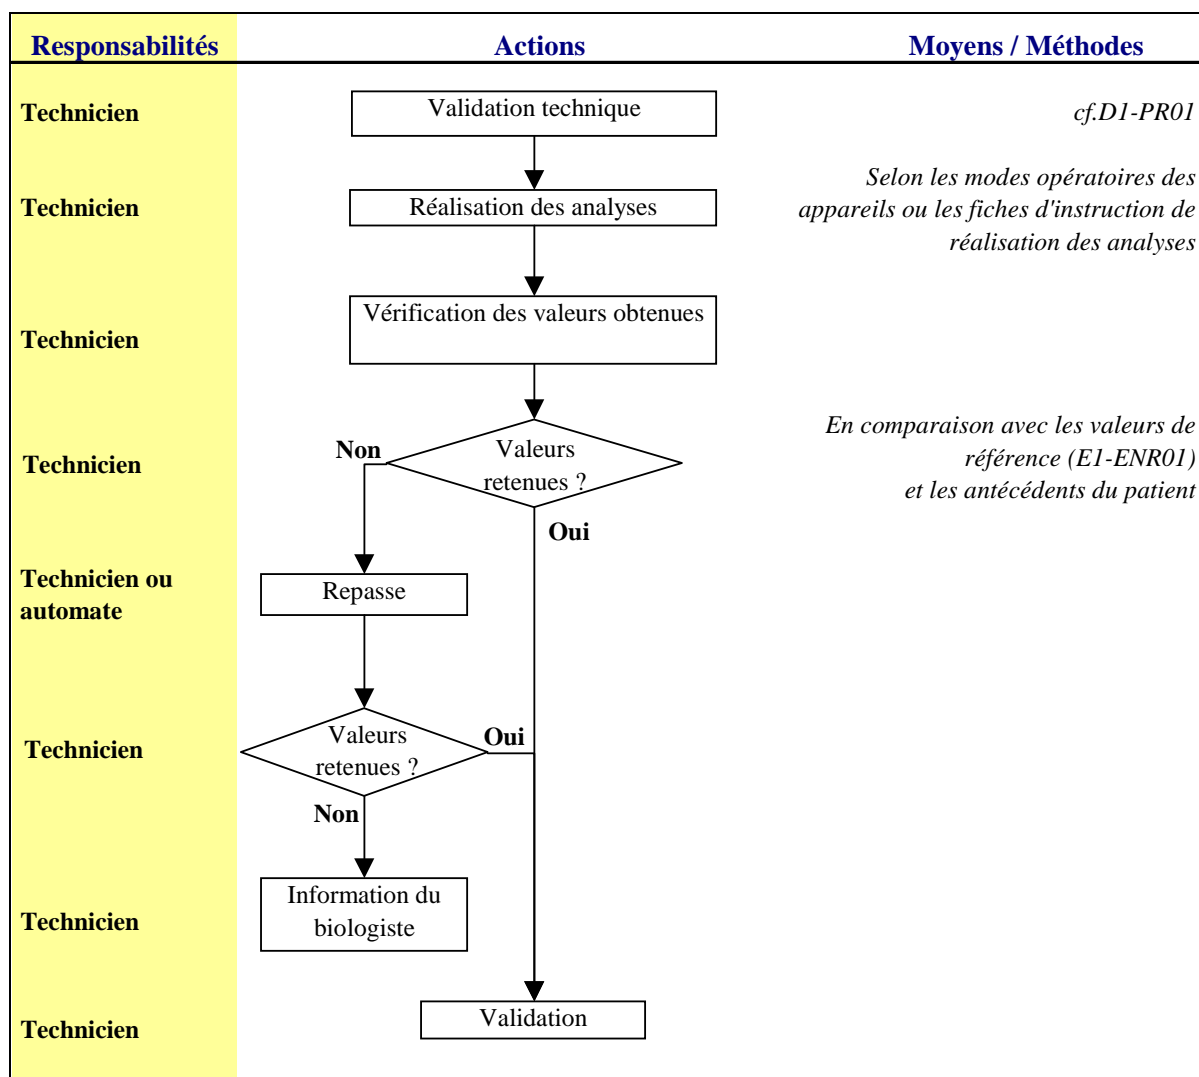 Responsabilités Actions Moyens / Méthodes
Technicien Validation technique cf.D1-PR01
Selon les modes opératoires des
Technicien Réalisation des analyses appareils ou les fiches d'instruction de
réalisation des analyses
Vérification des valeurs obtenues
Technicien
En comparaison avec les valeurs de
Non Valeurs référence (E1-ENR01)
Technicien retenues ? et les antécédents du patient
Oui
Technicien ou Repasse
automate
Valeurs Oui
Technicien retenues ?
Non
Information du
Technicien biologiste
Validation
Technicien